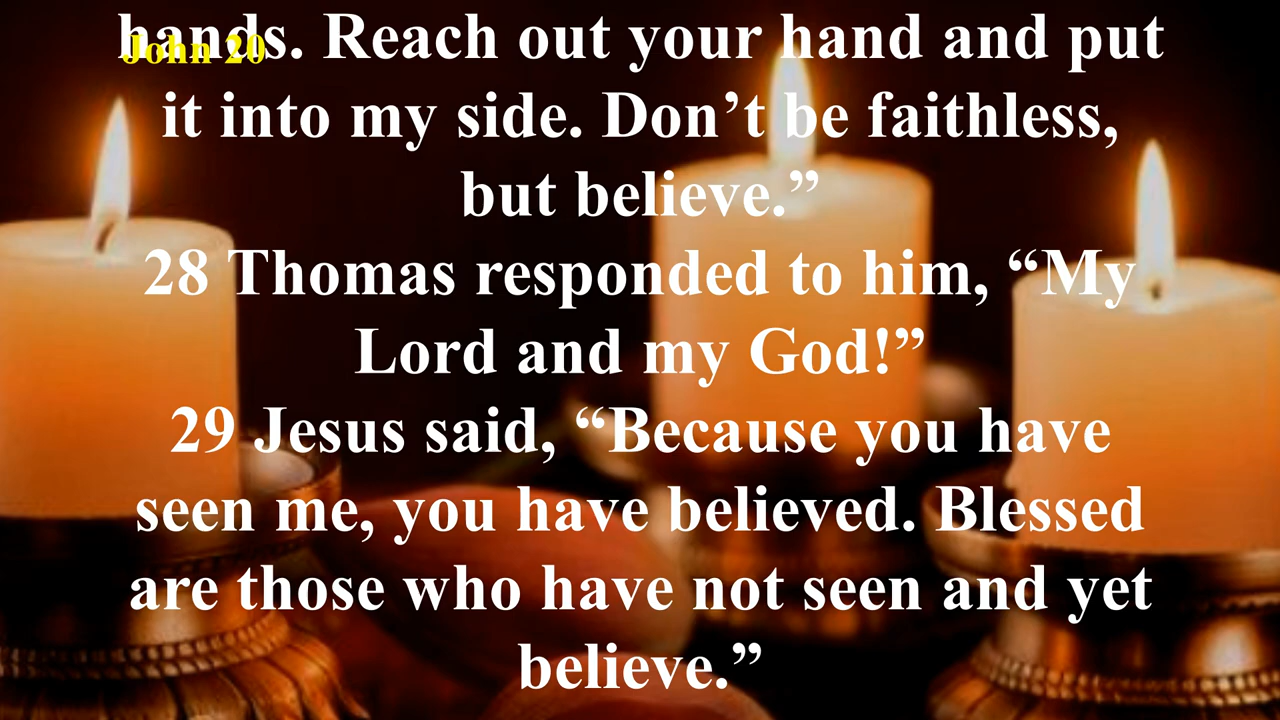 John 20
hands. Reach out your hand and put
it into my side. Don’t be faithless,
but believe.”
28 Thomas responded to him, “My
Lord and my God!”
29 Jesus said, “Because you have
seen me, you have believed. Blessed
are those who have not seen and yet
believe.”